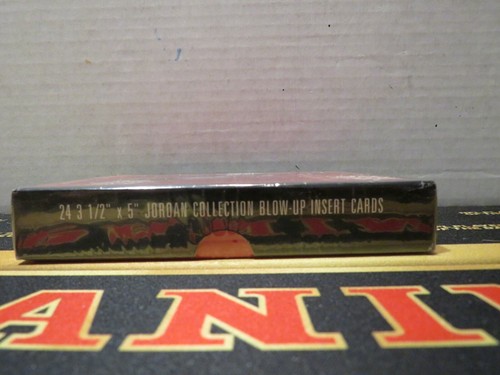 24 3 1/2" x 5" JORDAN COLLECTION BLOW-UP INSERT CARDS
ANI